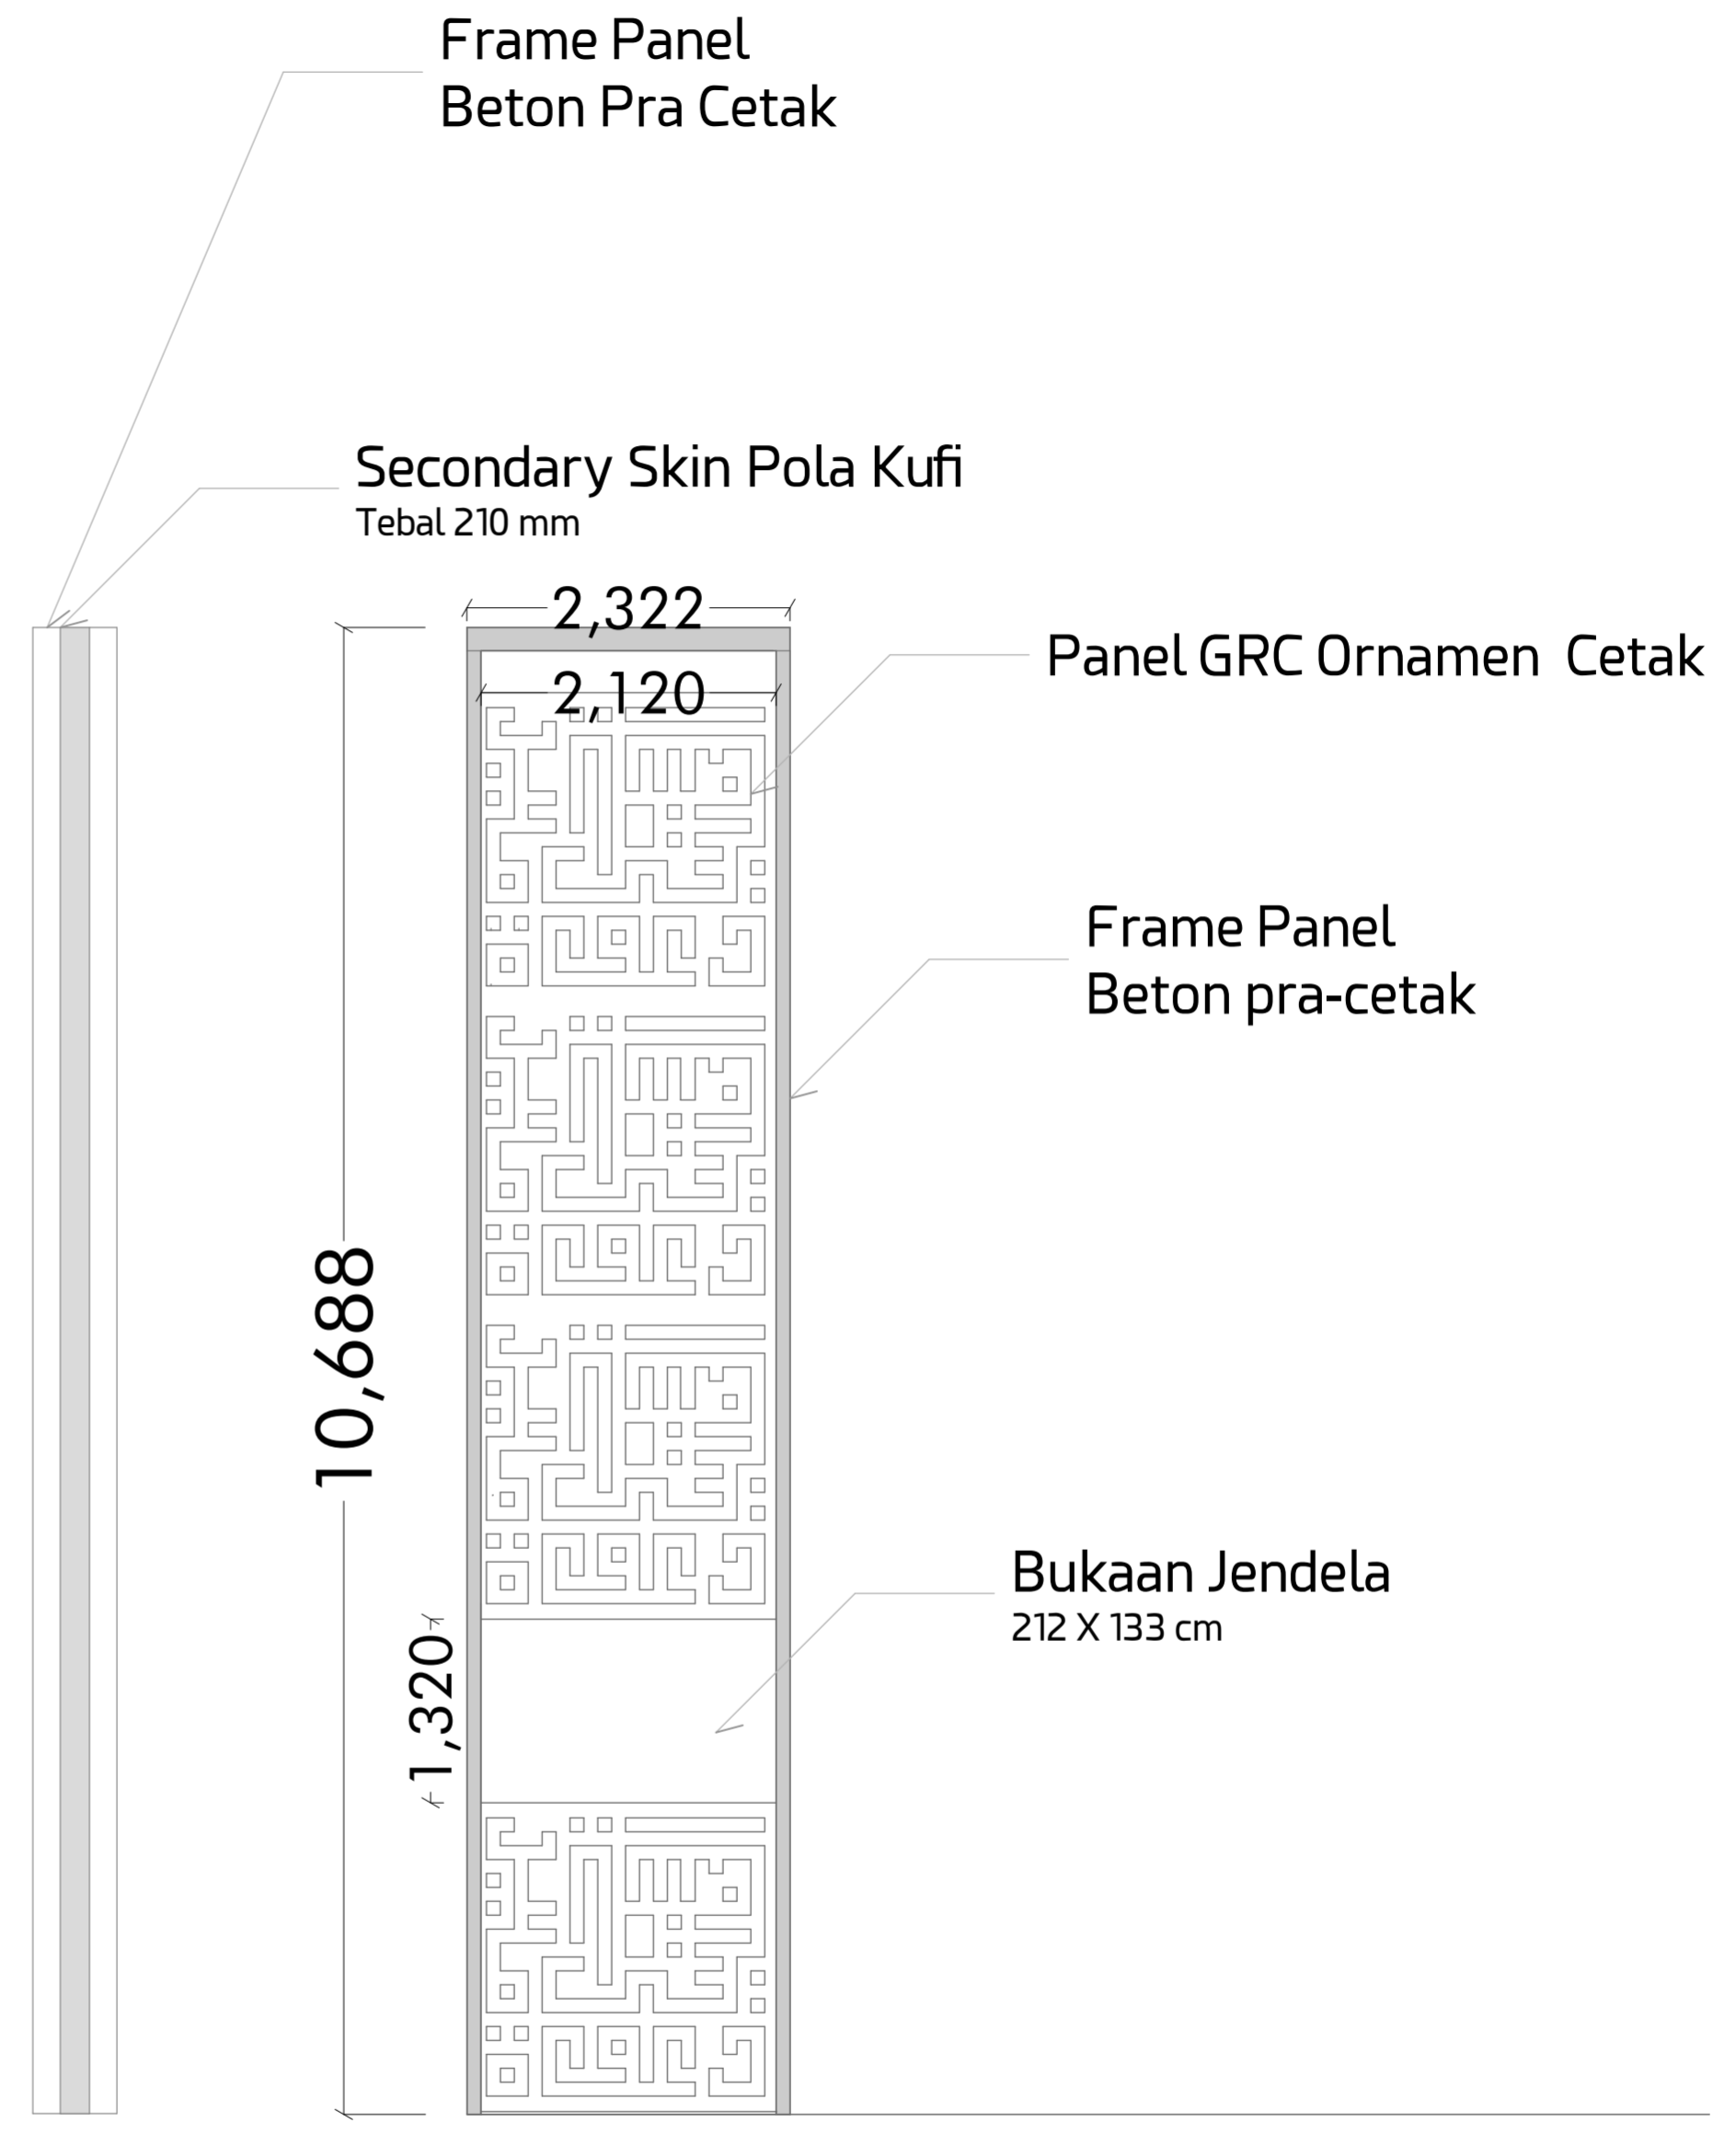 Frame Panel
Beton Pra Cetak
Secondary Skin Pola Kufi
Tebal 210 mm
2,322
Panel GRC Ornamen Cetak
2,120
Frame Panel
Beton pra-cetak
10,688
Bukaan Jendela
212 X 133 cm
1,320